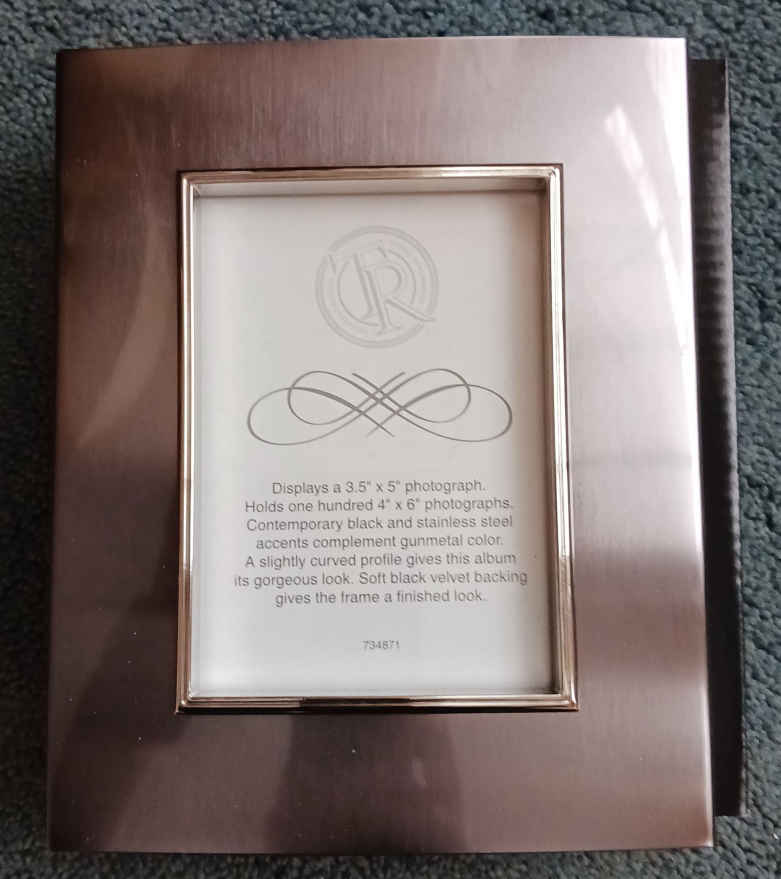 TR
Displays a 3.5" x 5" photograph.
Holds one hundred 4" x 6" photographs.
Contemporary black and stainless steel
accents complement gunmetal color.
A slightly curved profile gives this album
its gorgeous look. Soft black velvet backing
gives the frame a finished look.
734871